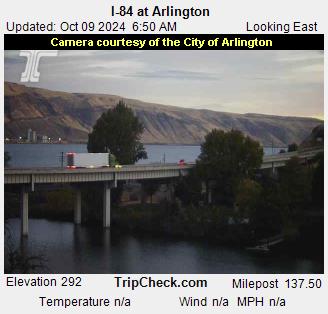 I-84 at Arlington
Updated: Oct 09 2024 6:50 AM Looking East
Camera courtesy of the City of Arlington
Elevation 292 TripCheck.com Milepost 137.50
Temperature n/a Wind n/a MPH n/a